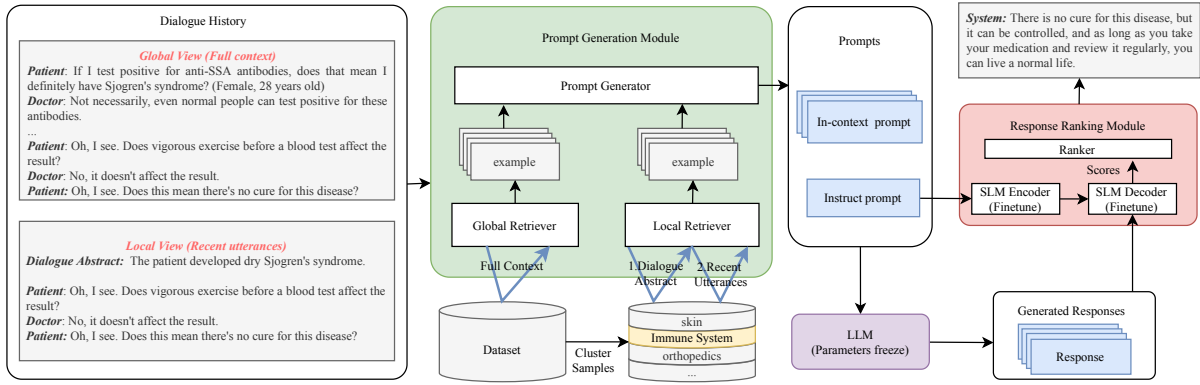 Dialogue History
Global View (Full context)
Patient: If I test positive for anti-SSA antibodies, does that mean I
definitely have Sjogren's syndrome? (Female, 28 years old)
Doctor: Not necessarily, even normal people can test positive for these
antibodies.
...
Patient: Oh, I see. Does vigorous exercise before a blood test affect the
result?
Doctor: No, it doesn't affect the result.
Patient: Oh, I see. Does this mean there's no cure for this disease?
Local View (Recent utterances)
Dialogue Abstract: The patient developed dry Sjogren's syndrome.
Patient: Oh, I see. Does vigorous exercise before a blood test affect the
result?
Doctor: No, it doesn't affect the result.
Patient: Oh, I see. Does this mean there's no cure for this disease?
Prompt Generation Module
Prompt Generator
example
example
Global Retriever
Local Retriever
Full Context
1.Dialogue
Abstract
2.Recent
Utterances
Dataset
Cluster
Samples
skin
Immune System
orthopedics
...
Prompts
In-context prompt
Instruct prompt
LLM
(Parameters freeze)
Generated Responses
Response
System: There is no cure for this disease, but
it can be controlled, and as long as you take
your medication and review it regularly, you
can live a normal life.
Response Ranking Module
Ranker
Scores
SLM Encoder
(Finetune)
SLM Decoder
(Finetune)